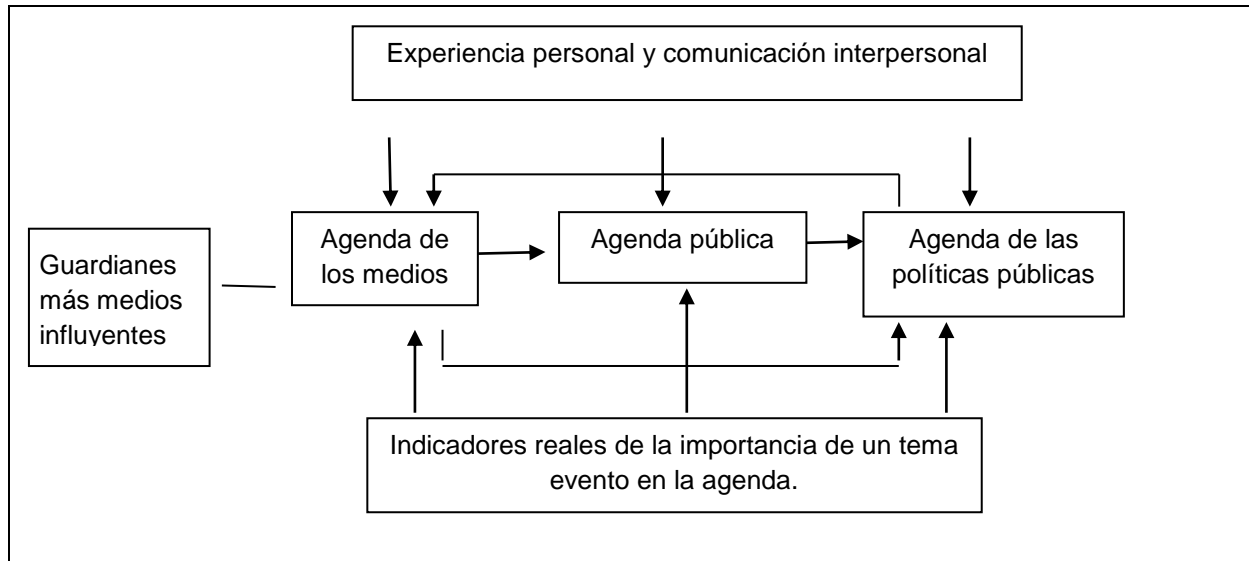 Experiencia personal y comunicación interpersonal
Guardianes
más medios
influyentes
Agenda de
los medios
Agenda pública
Agenda de las
políticas públicas
Indicadores reales de la importancia de un tema
evento en la agenda.